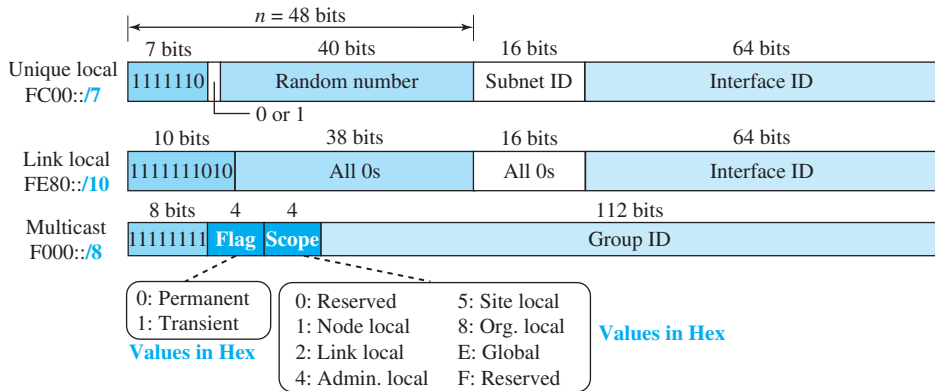 n = 48 bits
7 bits 40 bits 16 bits 64 bits
Unique local
FC00::/7
1111110 Random number Subnet ID Interface ID
0 or 1
10 bits 38 bits 16 bits 64 bits
Link local
FE80::/10
1111111010 All 0s All 0s Interface ID
8 bits 4 4 112 bits
Multicast
F000::/8
11111111 Flag Scope Group ID
0: Permanent
1: Transient
Values in Hex
0: Reserved 5: Site local
1: Node local 8: Org. local
2: Link local E: Global
4: Admin. local F: Reserved
Values in Hex